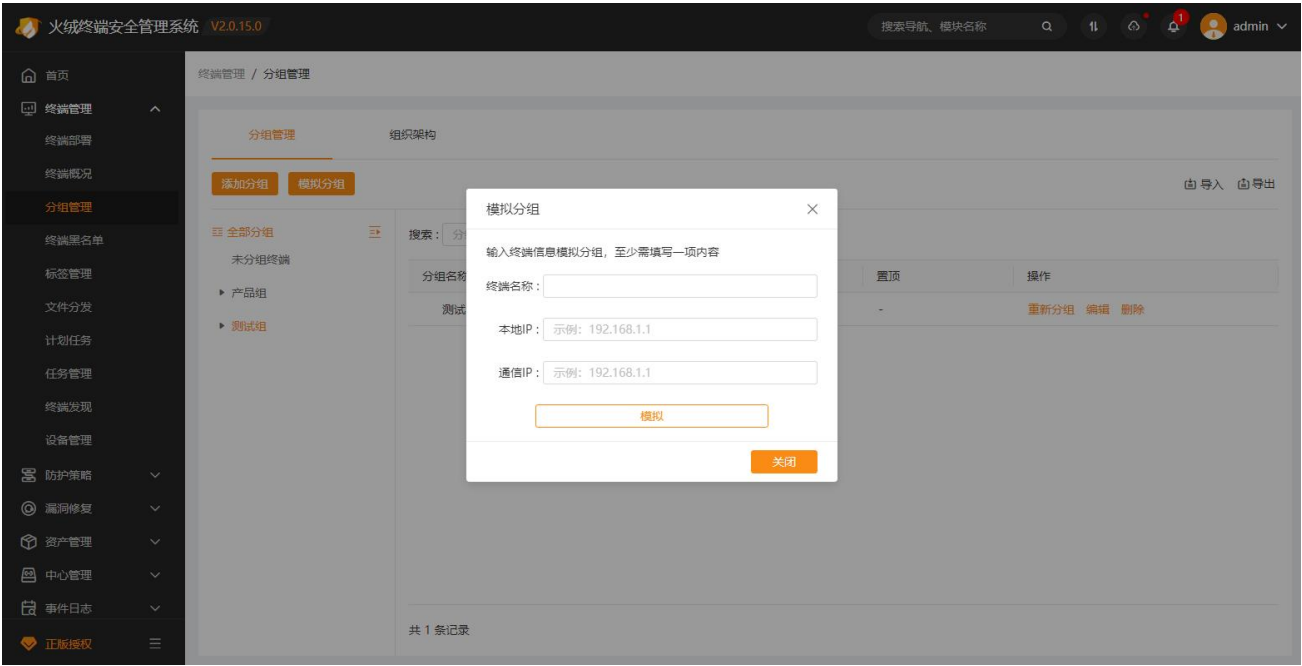 火绒终端安全管理系统 V2.0.15.0
搜索导航、模块名称
1
admin
首页
终端管理
终端部署
终端概况
分组管理
终端黑名单
标签管理
文件分发
计划任务
任务管理
终端发现
设备管理
防护策略
漏洞修复
资产管理
中心管理
事件日志
正版授权
终端管理 / 分组管理
分组管理 组织架构
添加分组 模拟分组
导入 导出
全部分组
未分组终端
产品组
测试组
搜索：
分组名称 置顶 操作
测试 - 重新分组 编辑 删除
共 1 条记录
模拟分组
输入终端信息模拟分组，至少需填写一项内容
终端名称：
本地IP： 示例：192.168.1.1
通信IP： 示例：192.168.1.1
模拟
关闭